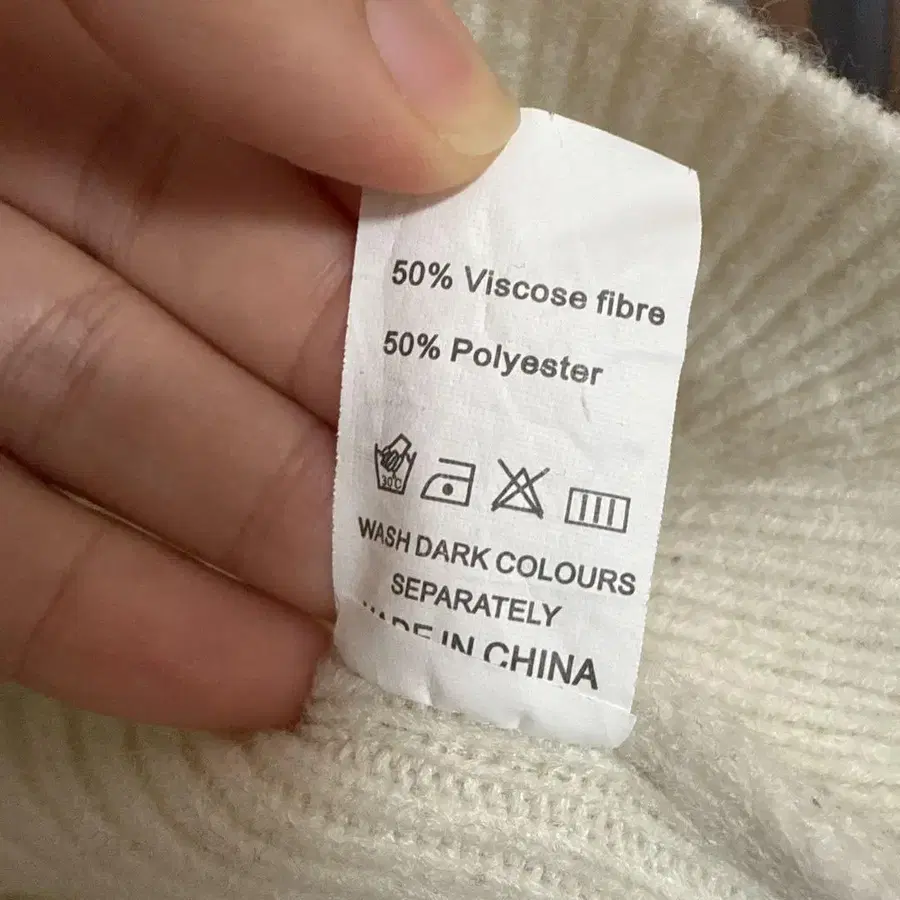 50% Viscose fibre
50% Polyester
30°C
WASH DARK COLOURS
SEPARATELY
MADE IN CHINA